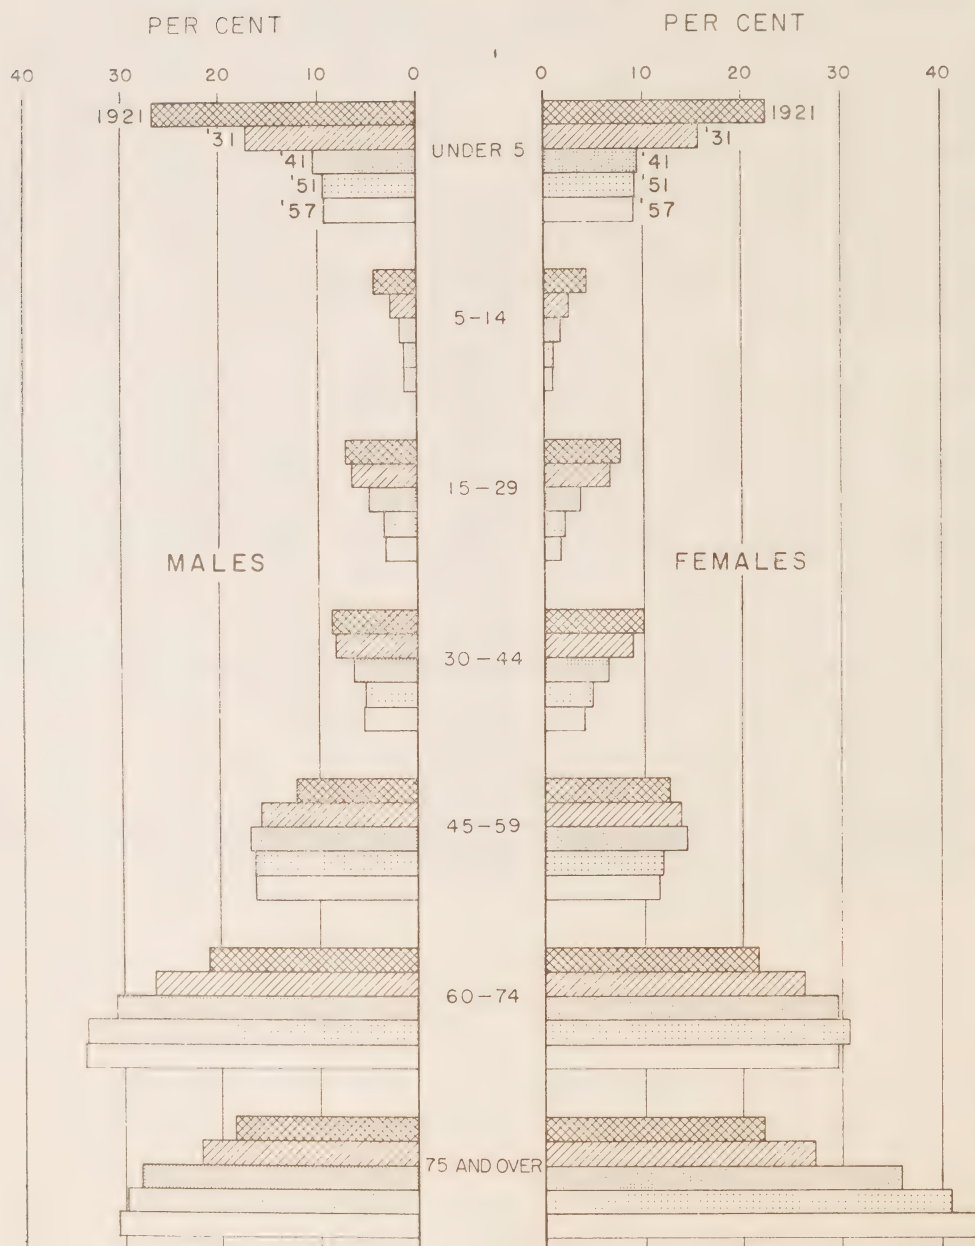 PER CENT PER CENT
40 30 20 10 0 0 10 20 30 40
1921 1921
'31 '31
UNDER 5
'41 '41
'51 '51
'57 '57
5-14
15-29
MALES FEMALES
30-44
45-59
60-74
75 AND OVER